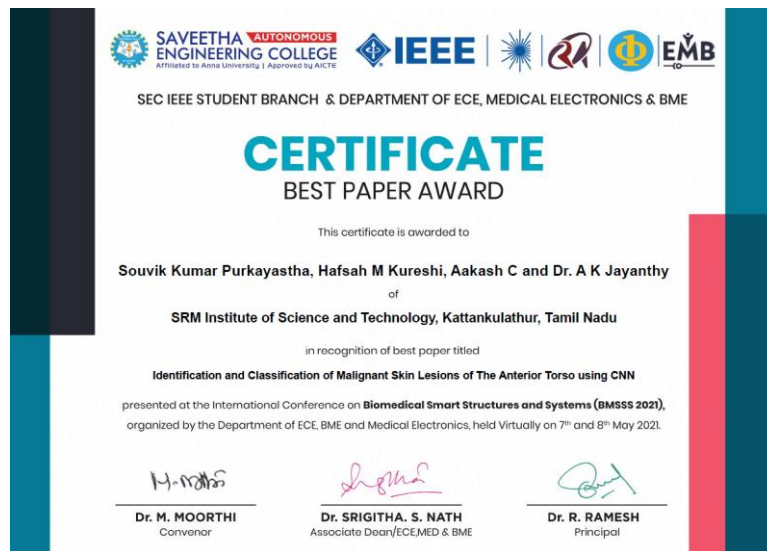 SAVEETHA AUTONOMOUS
ENGINEERING COLLEGE
Affiliated to Anna University | Approved by AICTE
IEEE
EMB
SEC IEEE STUDENT BRANCH & DEPARTMENT OF ECE, MEDICAL ELECTRONICS & BME
CERTIFICATE
BEST PAPER AWARD
This certificate is awarded to
Souvik Kumar Purkayastha, Hafsah M Kureshi, Aakash C and Dr. A K Jayanthy
of
SRM Institute of Science and Technology, Kattankulathur, Tamil Nadu
in recognition of best paper titled
Identification and Classification of Malignant Skin Lesions of The Anterior Torso using CNN
presented at the International Conference on Biomedical Smart Structures and Systems (BMSSS 2021),
organized by the Department of ECE, BME and Medical Electronics, held Virtually on 7th and 8th May 2021.
Dr. M. MOORTHI
Convenor
Dr. SRIGITHA. S. NATH
Associate Dean/ECE,MED & BME
Dr. R. RAMESH
Principal